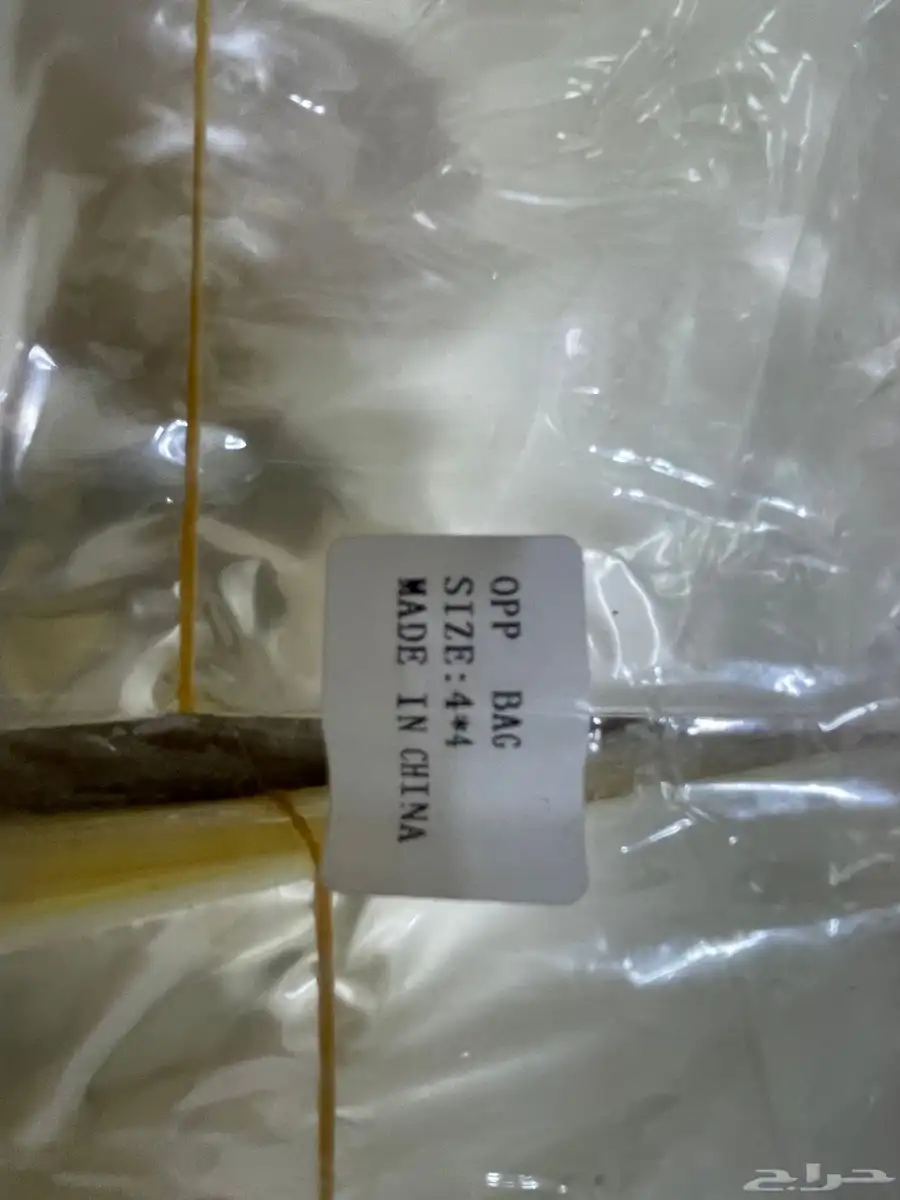 OPP BAG
SIZE:4*4
MADE IN CHINA
حراج